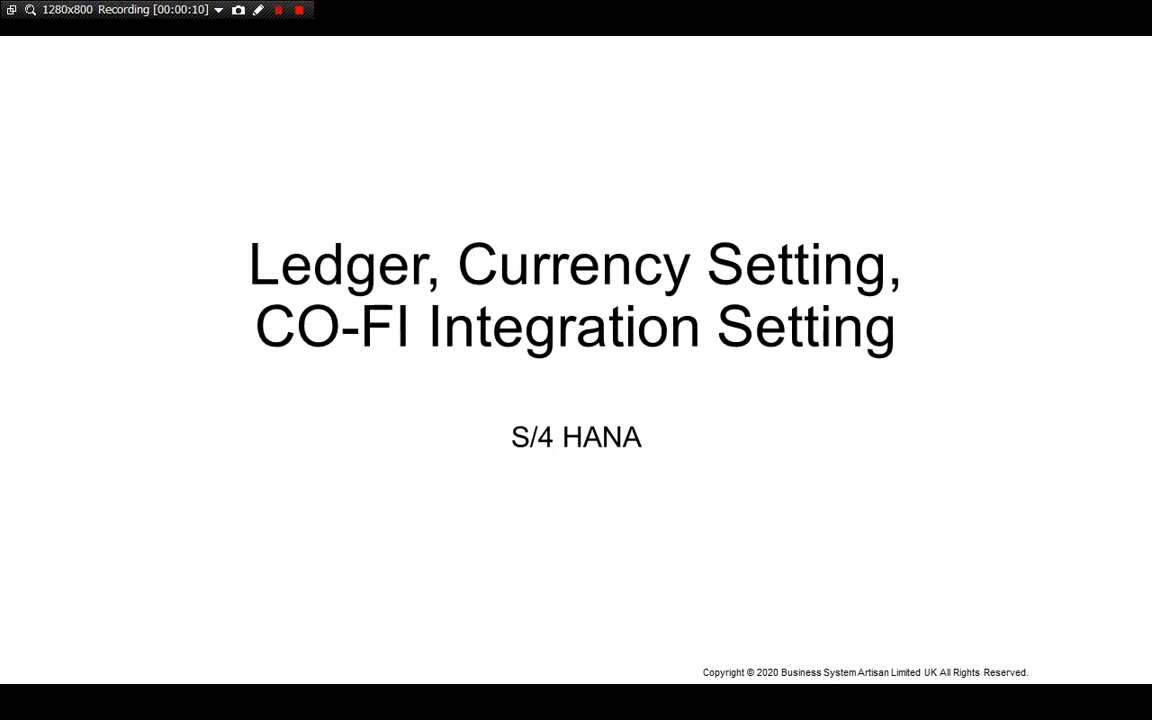 1280x800 Recording [00:00:10]
Ledger, Currency Setting,
CO-FI Integration Setting
S/4 HANA
Copyright © 2020 Business System Artisan Limited UK All Rights Reserved.